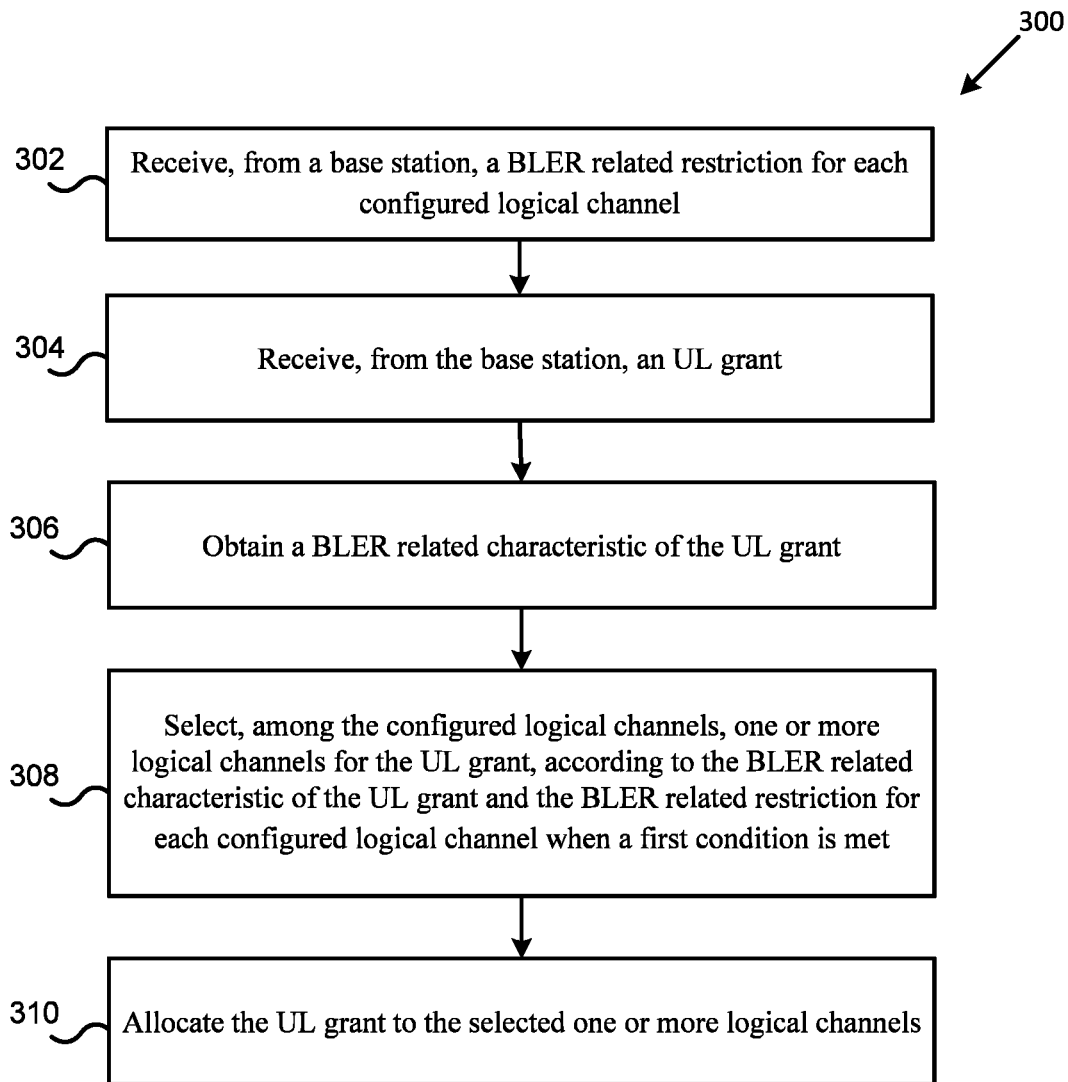 300
302
Receive, from a base station, a BLER related restriction for each
configured logical channel
304
Receive, from the base station, an UL grant
306
Obtain a BLER related characteristic of the UL grant
308
Select, among the configured logical channels, one or more
logical channels for the UL grant, according to the BLER related
characteristic of the UL grant and the BLER related restriction for
each configured logical channel when a first condition is met
310
Allocate the UL grant to the selected one or more logical channels